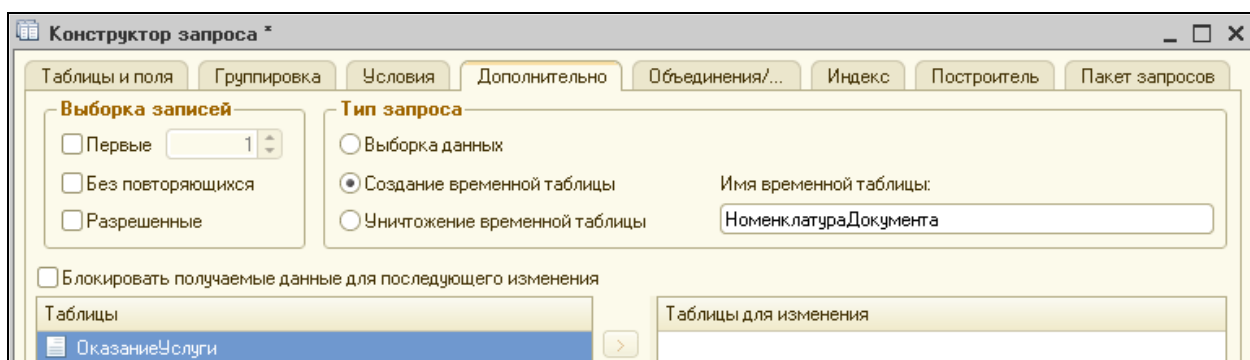 Конструктор запроса *
Таблицы и поля Группировка Условия Дополнительно Объединения/... Индекс Построитель Пакет запросов
Выборка записей Тип запроса
Первые 1 Выборка данных
Без повторяющихся Создание временной таблицы Имя временной таблицы:
Разрешенные Уничтожение временной таблицы НоменклатураДокумента
Блокировать получаемые данные для последующего изменения
Таблицы Таблицы для изменения
ОказаниеУслуги